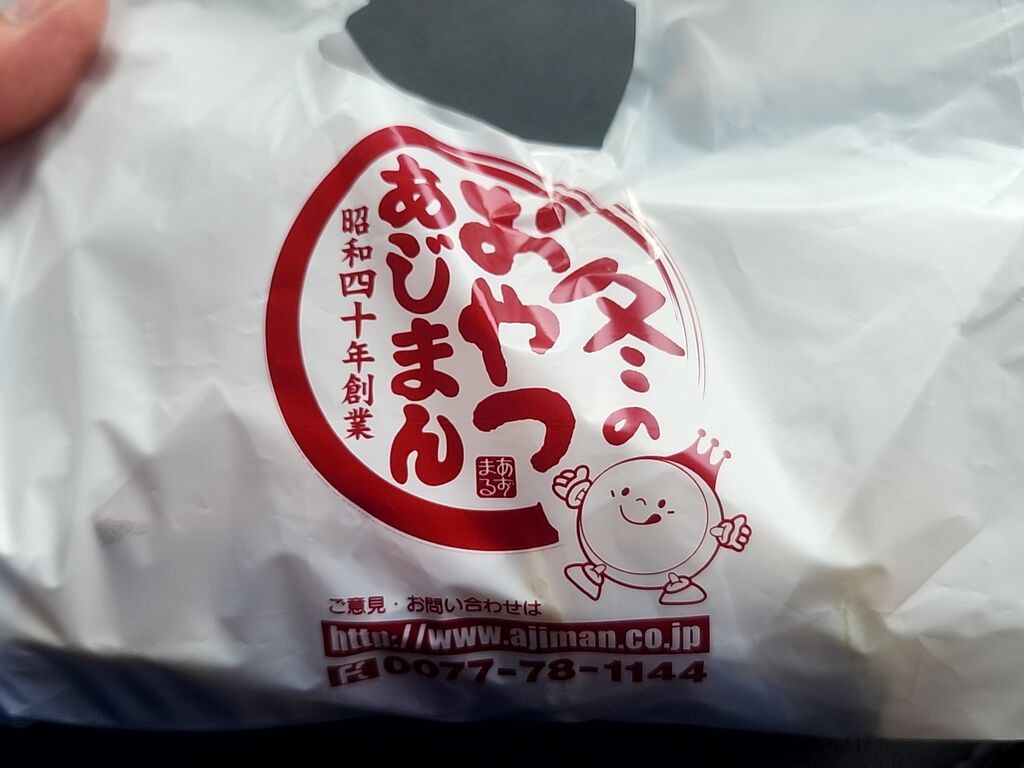 冬の
おやつ
あじまん
昭和四十年創業
あずまる
ご意見・お問い合わせは
http://www.ajiman.co.jp
0077-78-1144